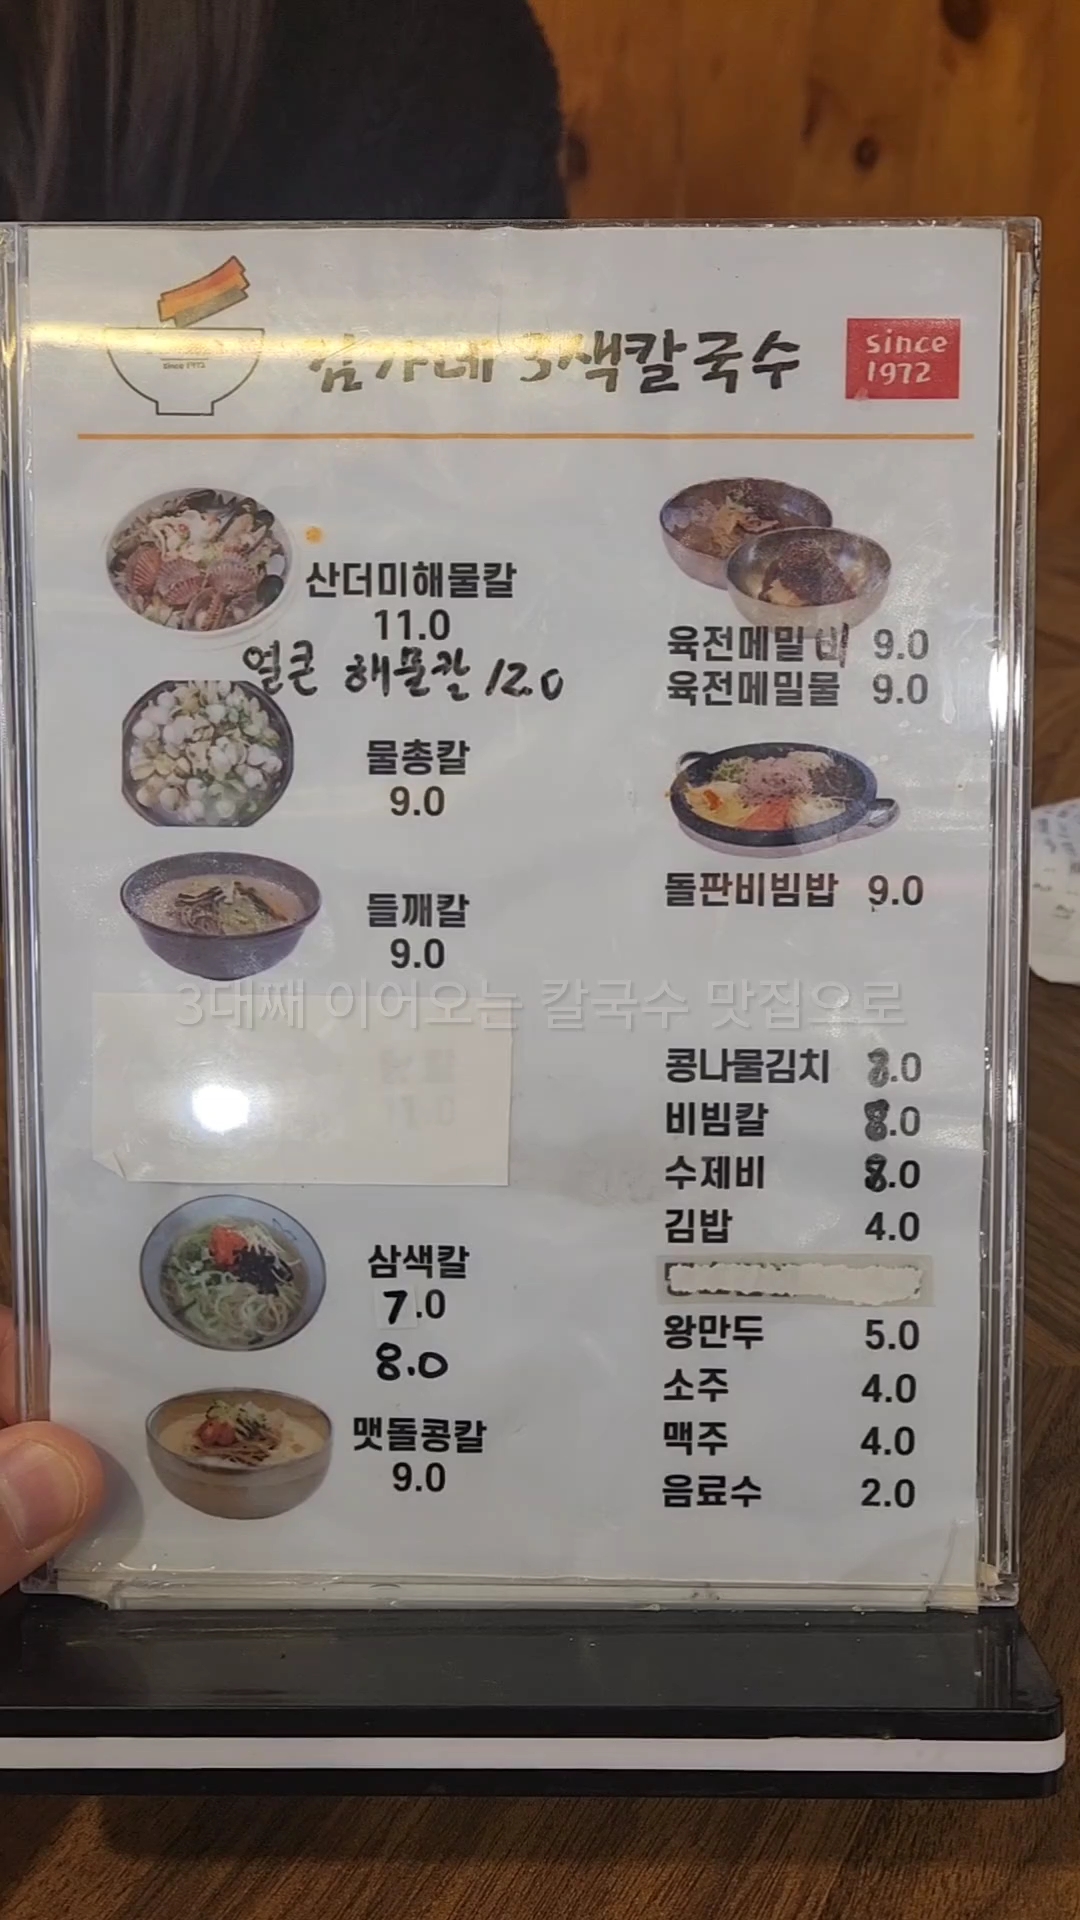 since 1972
김가네 3색칼국수
since
1972
산더미해물칼
11.0
얼큰 해물칼 12.0
물총칼
9.0
들깨칼
9.0
삼색칼
7.0
8.0
맷돌콩칼
9.0
육전메밀비 9.0
육전메밀물 9.0
돌판비빔밥 9.0
3대째 이어오는 칼국수 맛집으로
콩나물김치 8.0
비빔칼 8.0
수제비 8.0
김밥 4.0
왕만두 5.0
소주 4.0
맥주 4.0
음료수 2.0